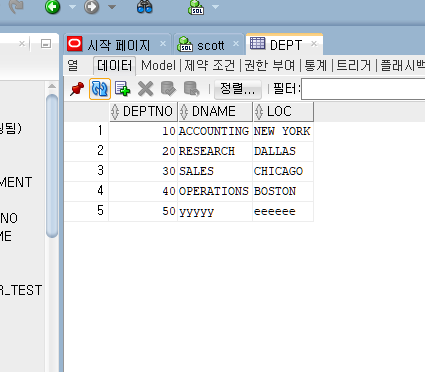 SQL
시작 페이지 × scott × DEPT ×
열 데이터 Model 제약 조건 권한 부여 통계 트리거 플래시백
정렬... 필터:
DEPTNO DNAME LOC
1 10 ACCOUNTING NEW YORK
2 20 RESEARCH DALLAS
3 30 SALES CHICAGO
4 40 OPERATIONS BOSTON
5 50 yyyyy eeeeee
MENT
NO
ME
R_TEST